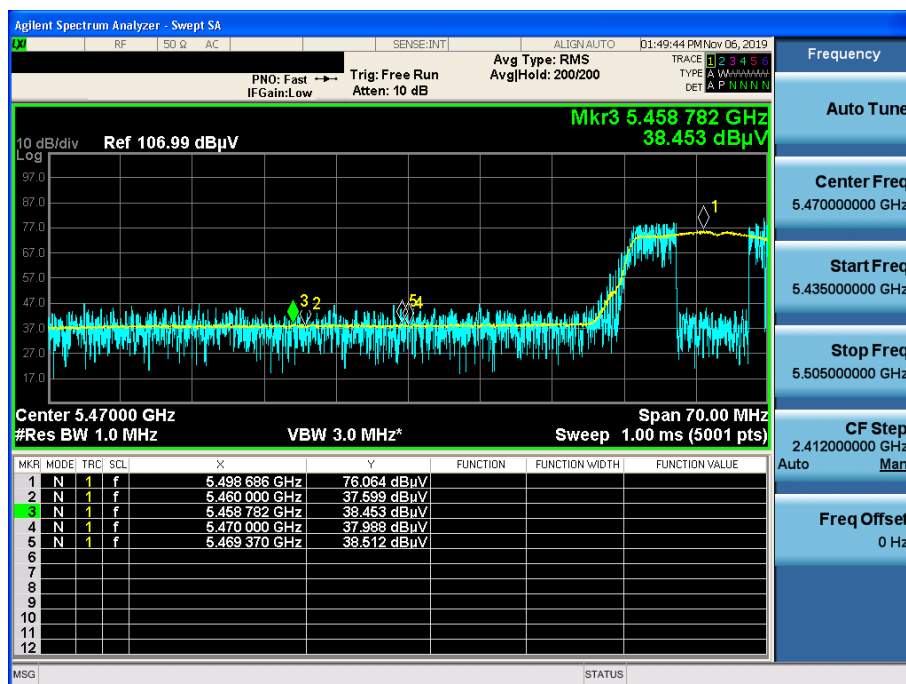 Agilent Spectrum Analyzer - Swept SA
LXI RF 50 Ω AC SENSE:INT ALIGN AUTO 01:49:44 PM Nov 06, 2019
PNO: Fast Trig: Free Run Avg Type: RMS TRACE 1 2 3 4 5 6
IFGain:Low Atten: 10 dB Avg|Hold: 200/200 TYPE A W W W W W
DET A P N N N N
Mkr3 5.458 782 GHz
38.453 dBµV
10 dB/div Ref 106.99 dBµV
Log
97.0
87.0
77.0
67.0
57.0
47.0
37.0
27.0
17.0
1
3 2 5 4
Center 5.47000 GHz Span 70.00 MHz
#Res BW 1.0 MHz VBW 3.0 MHz* Sweep 1.00 ms (5001 pts)
MKR MODE TRC SCL X Y FUNCTION FUNCTION WIDTH FUNCTION VALUE
1 N 1 f 5.498 686 GHz 76.064 dBµV
2 N 1 f 5.460 000 GHz 37.599 dBµV
3 N 1 f 5.458 782 GHz 38.453 dBµV
4 N 1 f 5.470 000 GHz 37.988 dBµV
5 N 1 f 5.469 370 GHz 38.512 dBµV
6
7
8
9
10
11
12
MSG STATUS
Frequency
Auto Tune
Center Freq
5.470000000 GHz
Start Freq
5.435000000 GHz
Stop Freq
5.505000000 GHz
CF Step
2.412000000 GHz
Auto Man
Freq Offset
0 Hz